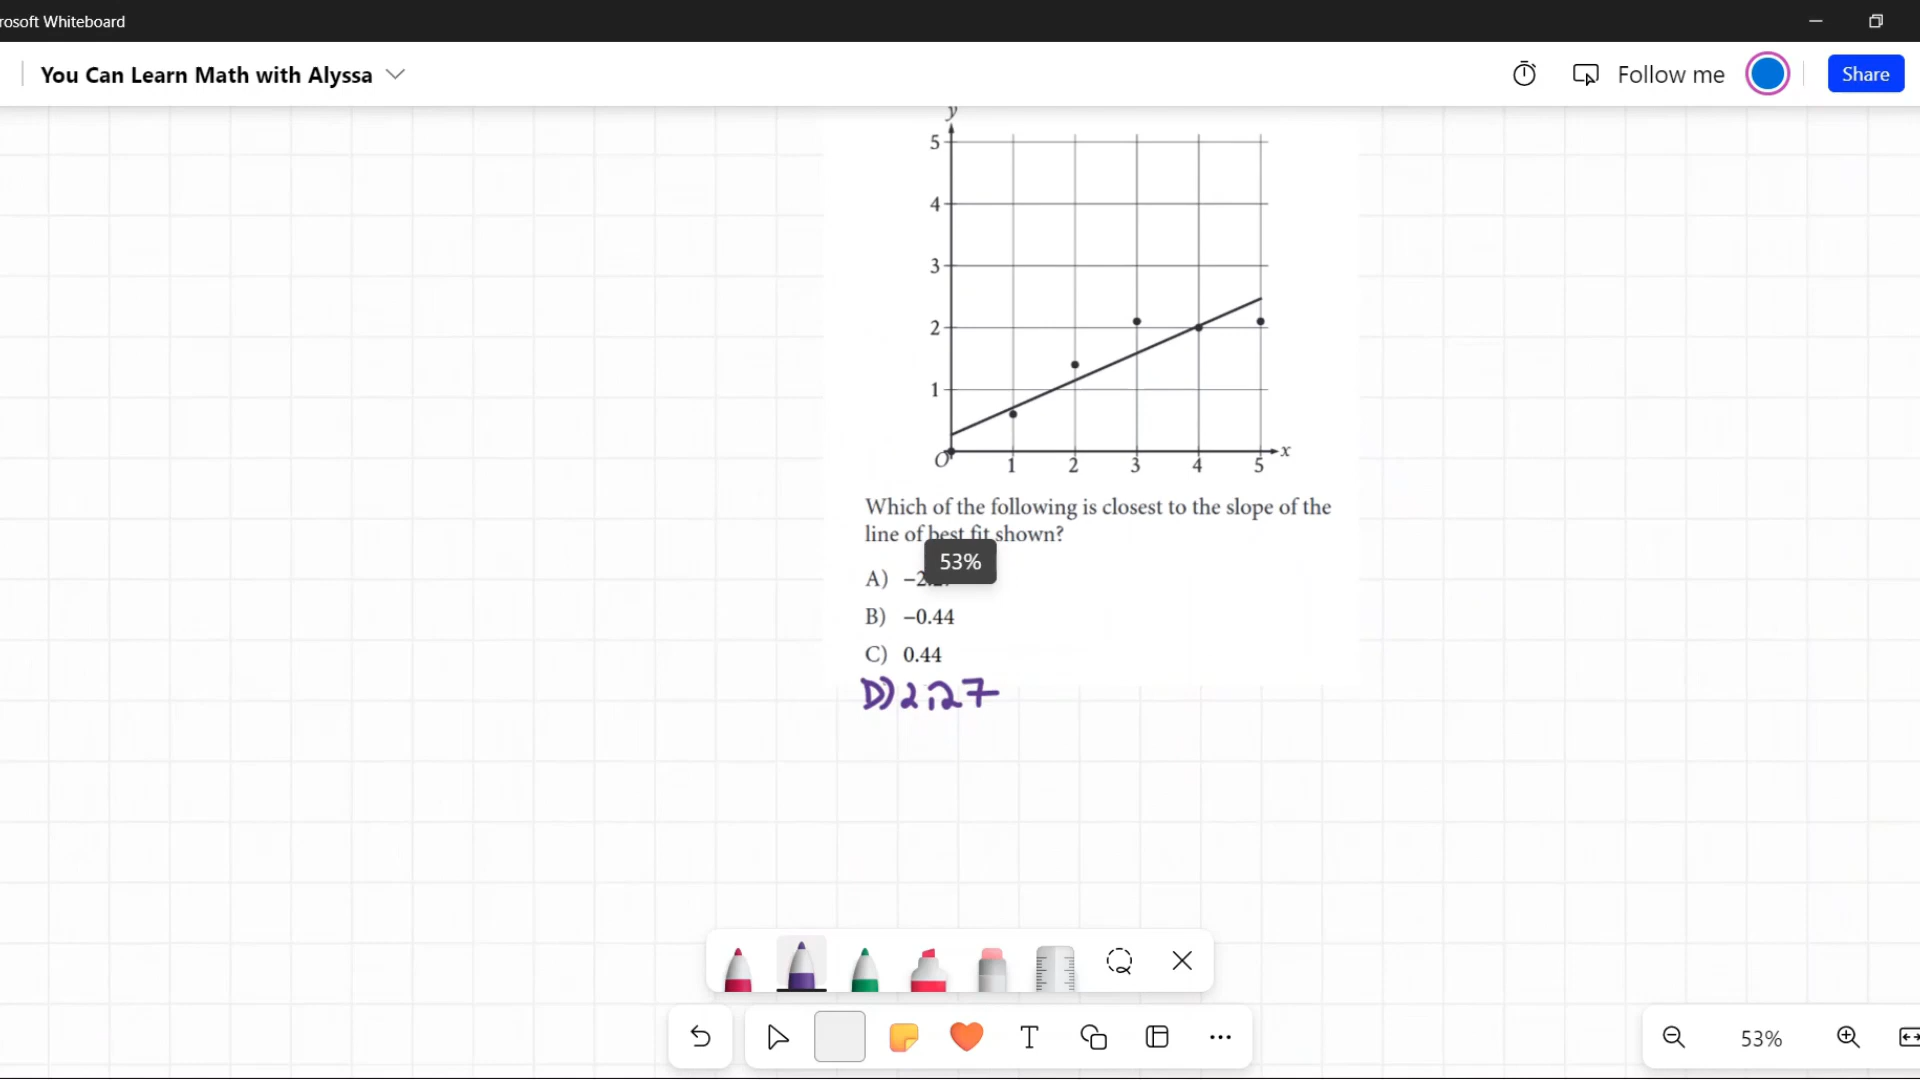 rosoft Whiteboard
You Can Learn Math with Alyssa
Follow me
Share
y
5
4
3
2
1
O
1 2 3 4 5 x
Which of the following is closest to the slope of the
line of best fit shown?
53%
A) −2.2
B) −0.44
C) 0.44
D) 2.27
53%